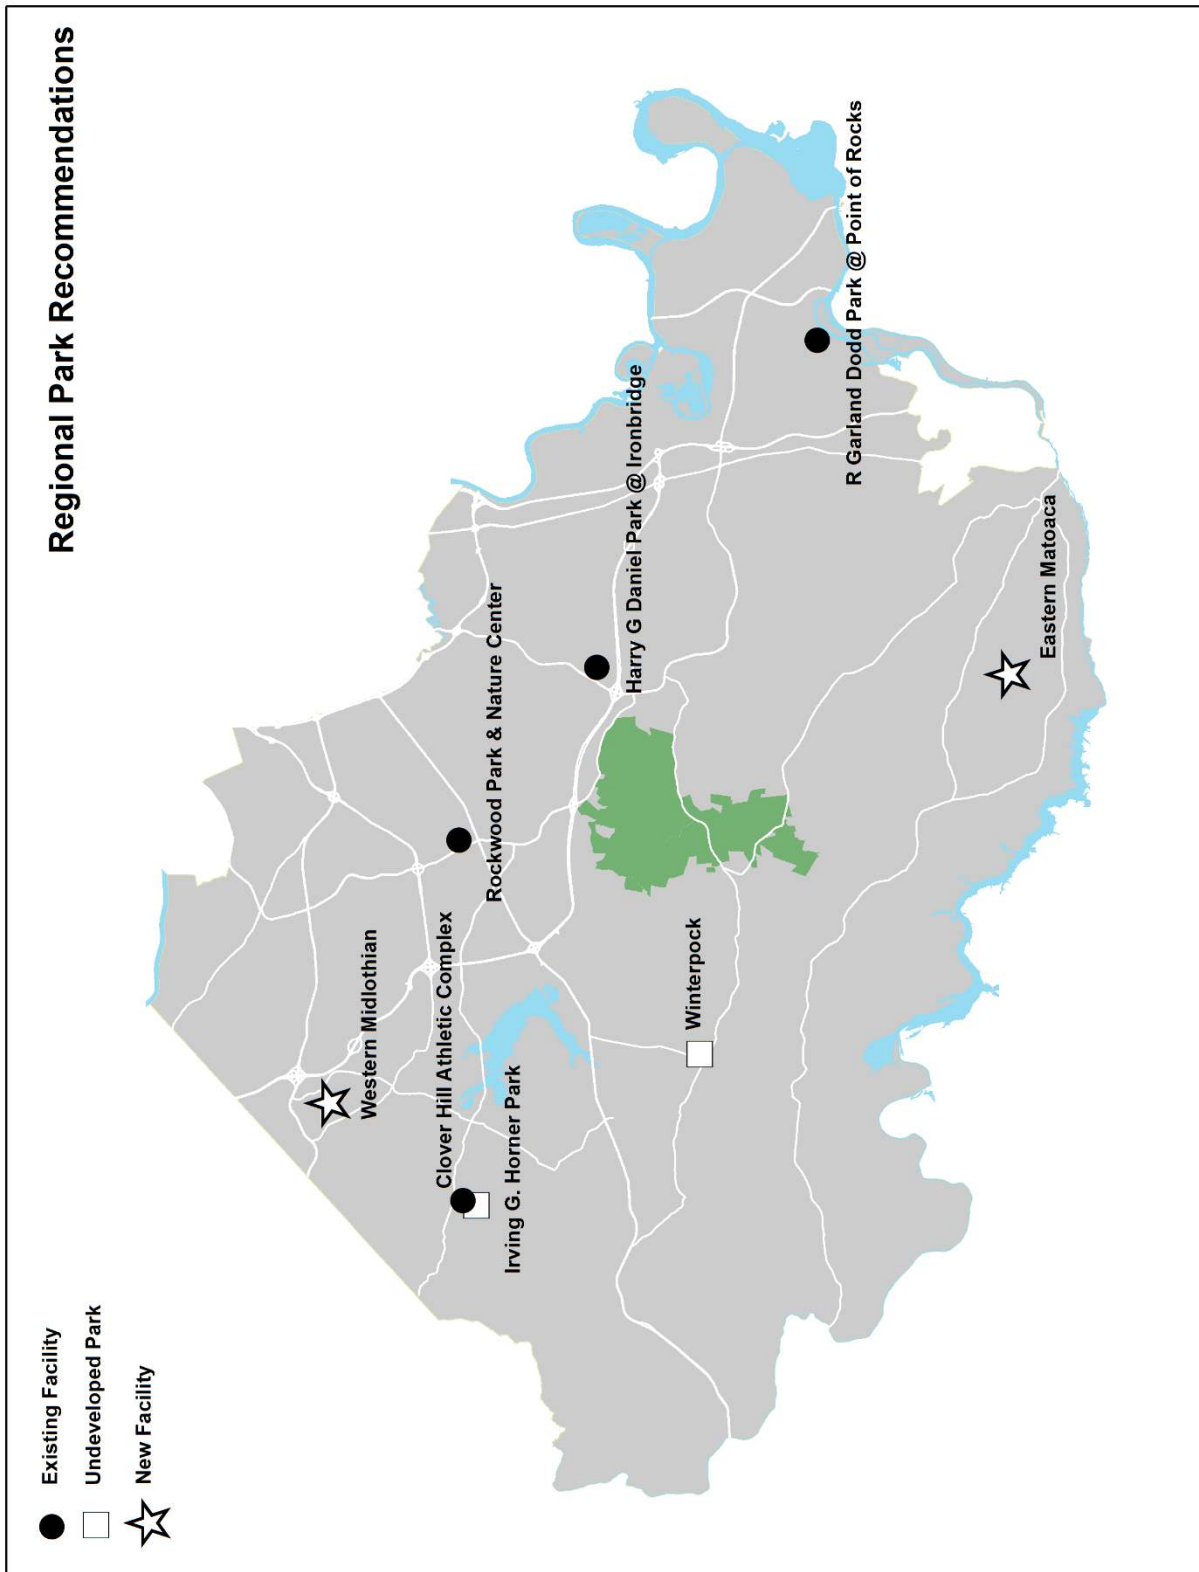 Regional Park Recommendations
Existing Facility
Undeveloped Park
New Facility
Western Midlothian
Clover Hill Athletic Complex
Rockwood Park & Nature Center
Irving G. Horner Park
Harry G Daniel Park @ Ironbridge
Winterpock
R Garland Dodd Park @ Point of Rocks
Eastern Matoaca